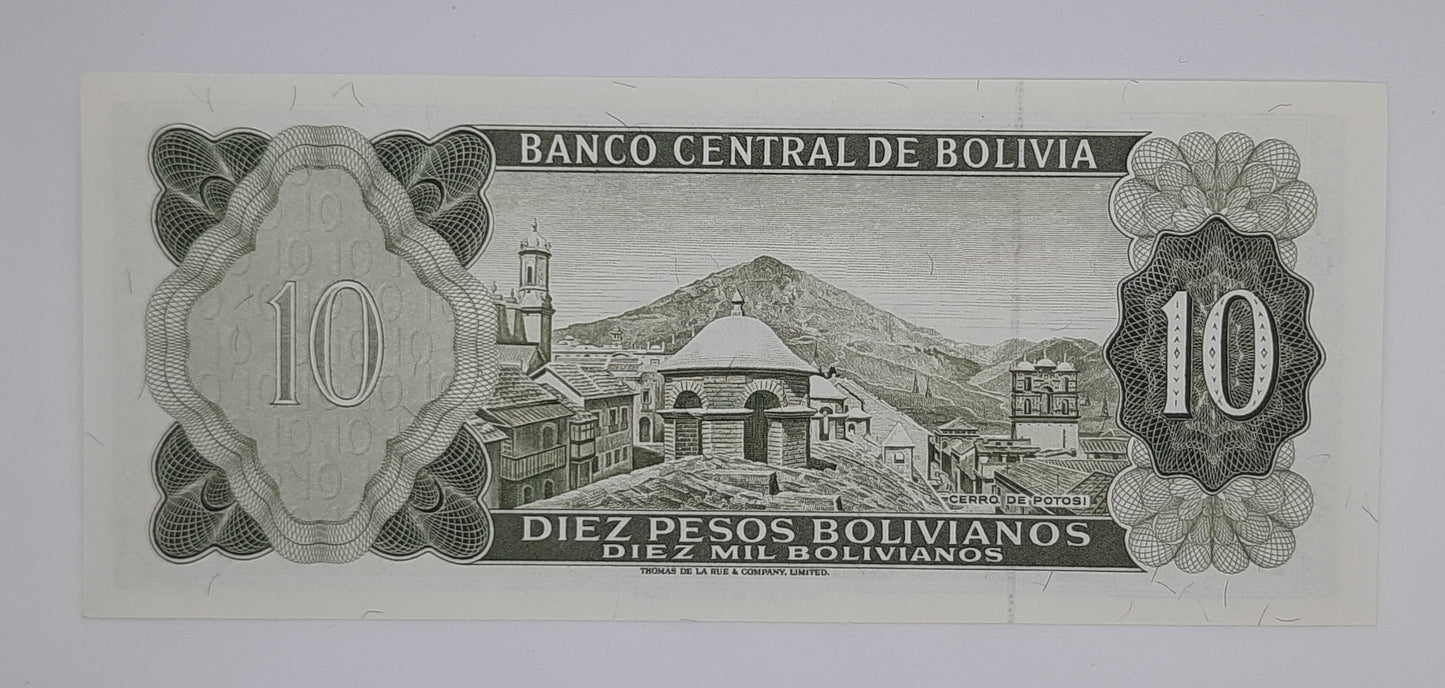 BANCO CENTRAL DE BOLIVIA
10
10
CERRO DE POTOSI
DIEZ PESOS BOLIVIANOS
DIEZ MIL BOLIVIANOS
THOMAS DE LA RUE & COMPANY, LIMITED.